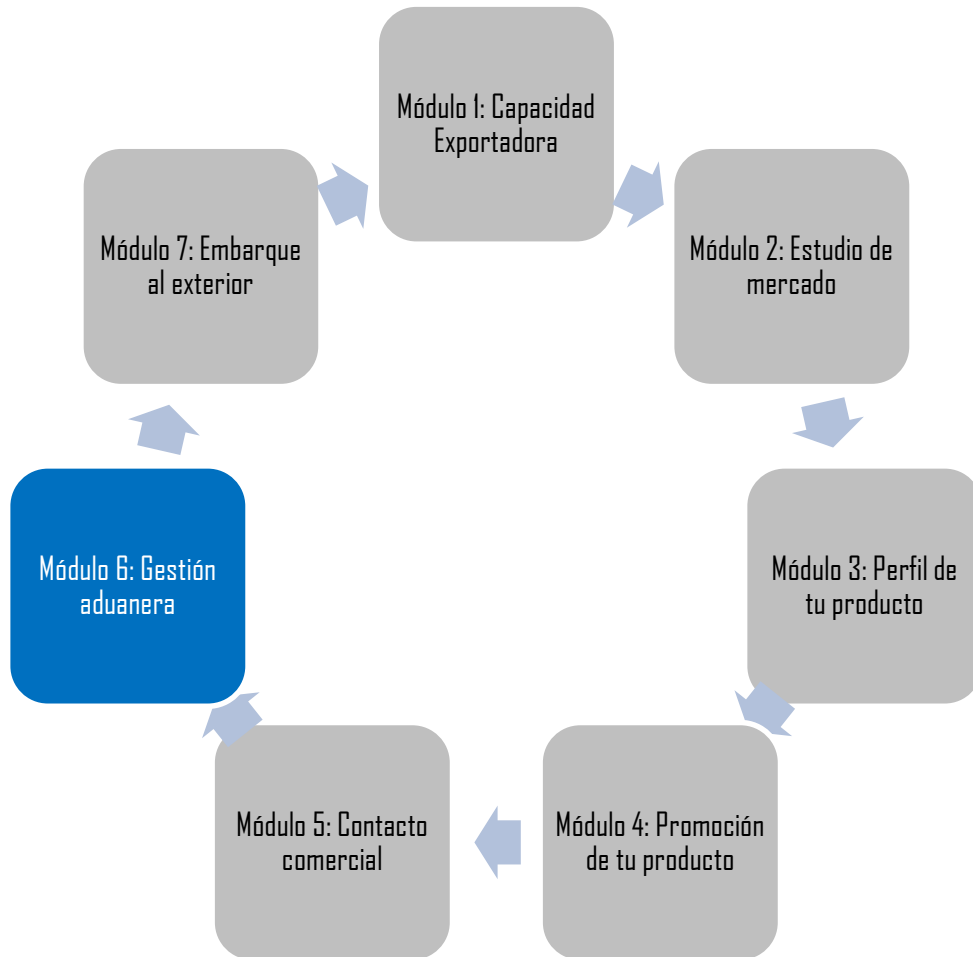 Módulo 1: Capacidad
Exportadora
Módulo 2: Estudio de
mercado
Módulo 3: Perfil de
tu producto
Módulo 4: Promoción
de tu producto
Módulo 5: Contacto
comercial
Módulo 6: Gestión
aduanera
Módulo 7: Embarque
al exterior